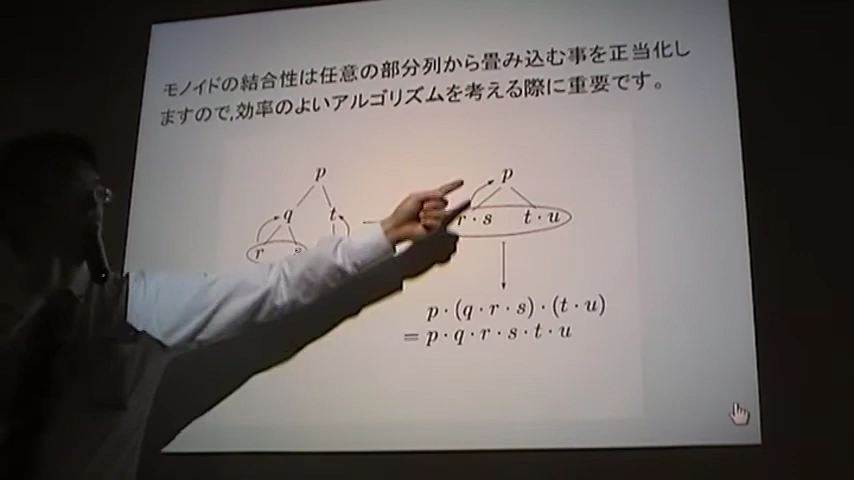 モノイドの結合性は任意の部分列から畳み込む事を正当化し
ますので,効率のよいアルゴリズムを考える際に重要です。
p p
q t r · s t · u
r s
p · (q · r · s) · (t · u)
= p · q · r · s · t · u